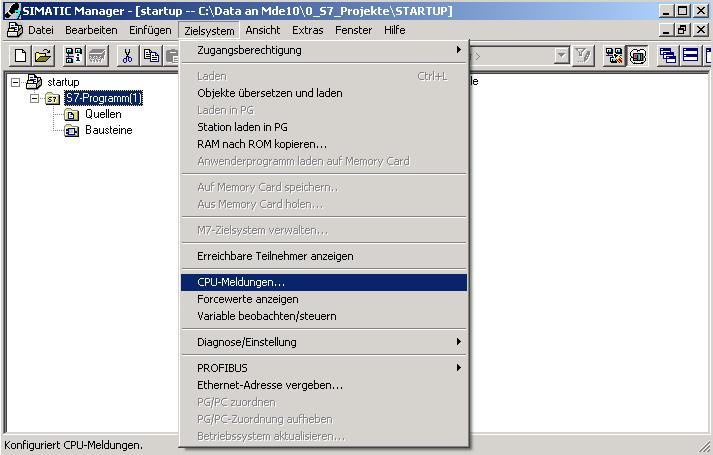 SIMATIC Manager - [startup -- C:\Data an Mde10\0_S7_Projekte\STARTUP]
Datei Bearbeiten Einfügen Zielsystem Ansicht Extras Fenster Hilfe
startup
S7-Programm(1)
Quellen
Bausteine
Zugangsberechtigung
Laden Ctrl+L
Objekte übersetzen und laden
Laden in PG
Station laden in PG
RAM nach ROM kopieren...
Anwenderprogramm laden auf Memory Card
Auf Memory Card speichern..
Aus Memory Card holen...
M7-Zielsystem verwalten...
Erreichbare Teilnehmer anzeigen
CPU-Meldungen...
Forcewerte anzeigen
Variable beobachten/steuern
Diagnose/Einstellung
PROFIBUS
Ethernet-Adresse vergeben...
PG/PC zuordnen
PG/PC-Zuordnung aufheben
Betriebssystem aktualisieren...
Konfiguriert CPU-Meldungen.